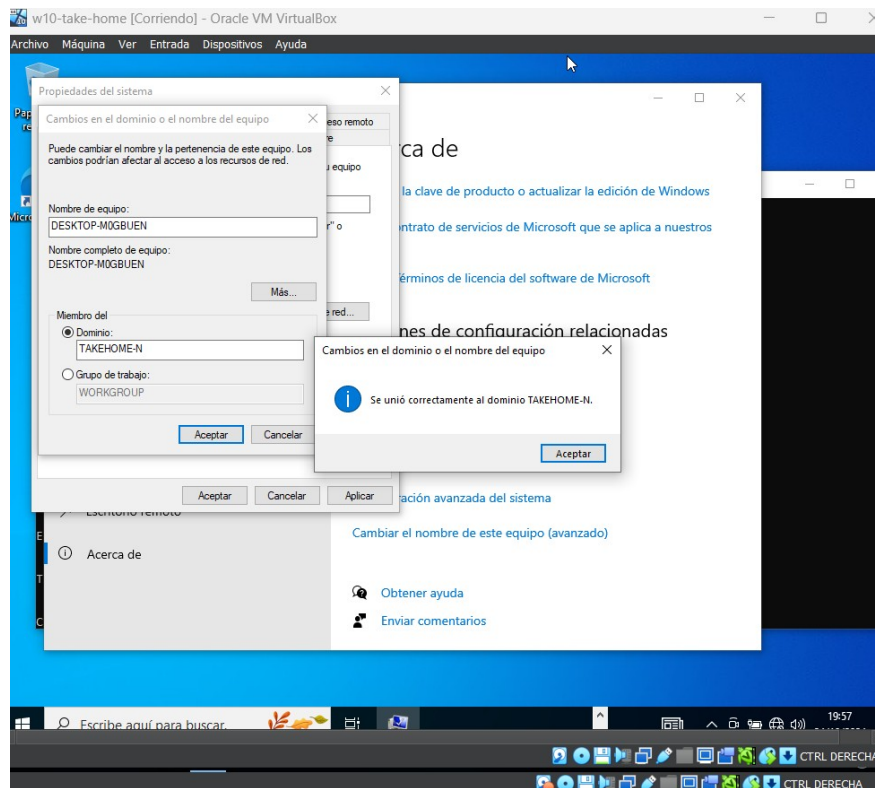 w10-take-home [Corriendo] - Oracle VM VirtualBox
Archivo Máquina Ver Entrada Dispositivos Ayuda
Propiedades del sistema
Cambios en el dominio o el nombre del equipo
eso remoto
Puede cambiar el nombre y la pertenencia de este equipo. Los
cambios podrían afectar al acceso a los recursos de red.
equipo
Nombre de equipo:
DESKTOP-M0GBUEN
" o
Nombre completo de equipo:
DESKTOP-M0GBUEN
Más...
red...
Miembro del
Dominio:
TAKEHOME-N
Grupo de trabajo:
WORKGROUP
Aceptar Cancelar
Aceptar Cancelar Aplicar
rca de
la clave de producto o actualizar la edición de Windows
ontrato de servicios de Microsoft que se aplica a nuestros
érminos de licencia del software de Microsoft
nes de configuración relacionadas
Cambios en el dominio o el nombre del equipo
Se unió correctamente al dominio TAKEHOME-N.
Aceptar
ración avanzada del sistema
Escritorio remoto
Cambiar el nombre de este equipo (avanzado)
Acerca de
Obtener ayuda
Enviar comentarios
Escribe aquí para buscar.
19:57
CTRL DERECHA
CTRL DERECHA